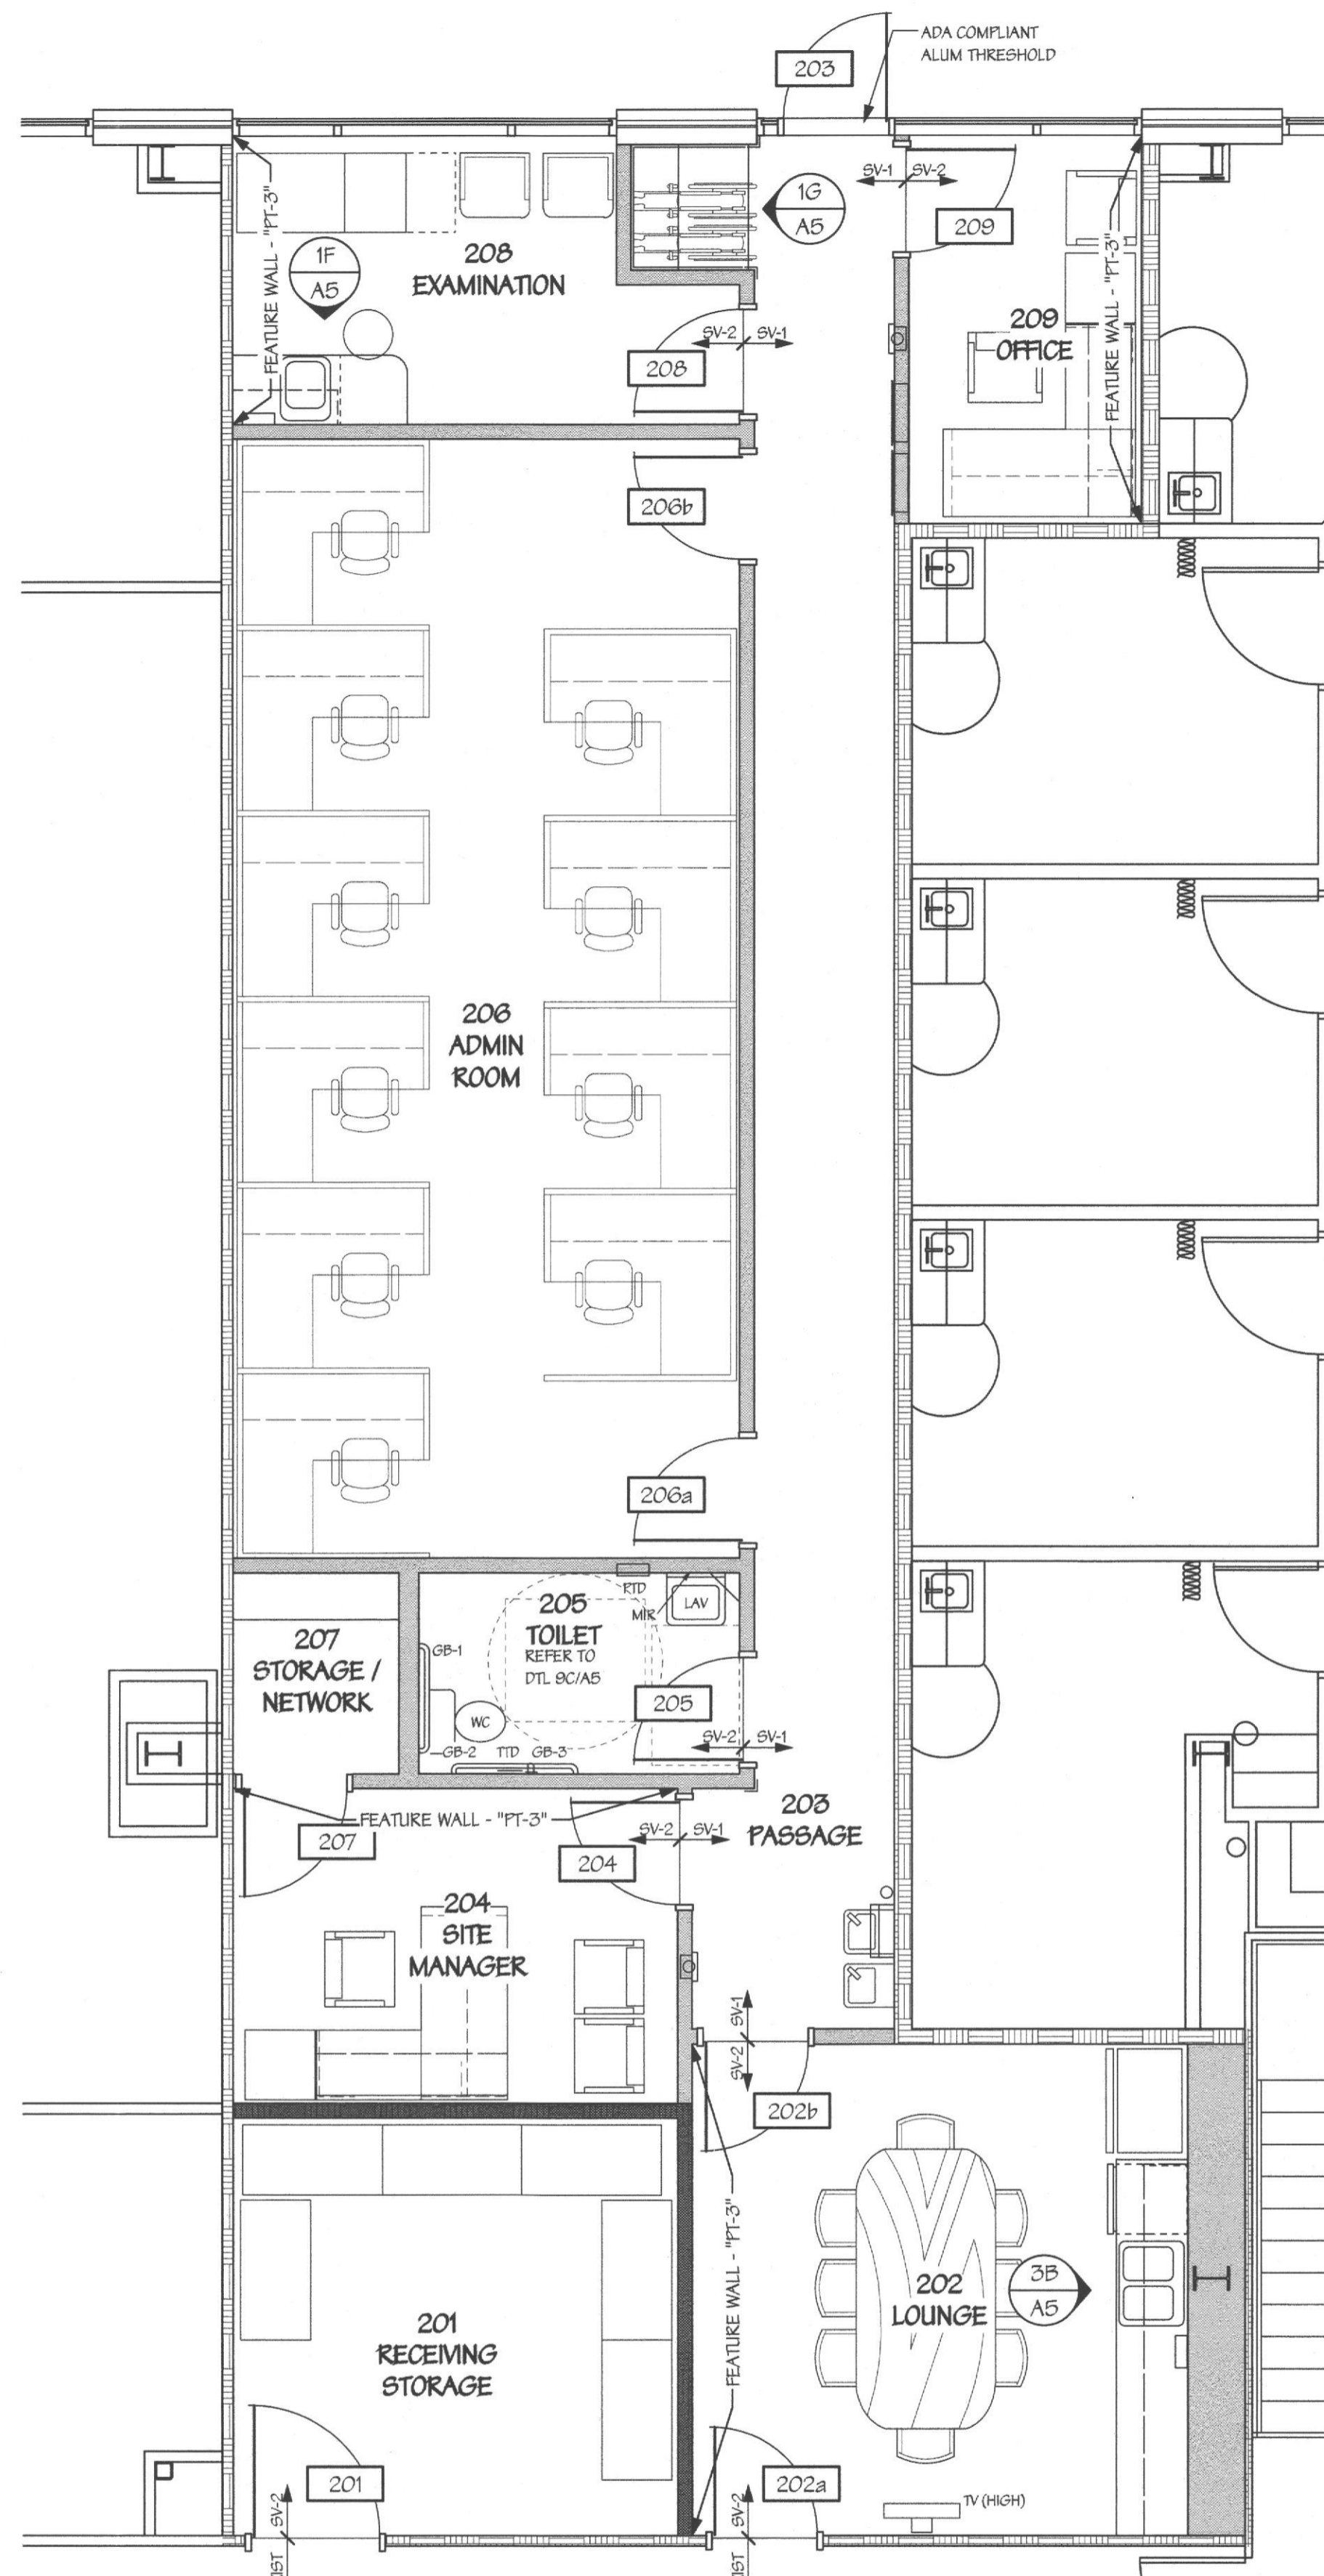 ADA COMPLIANT
ALUM THRESHOLD
203
SV-1
SV-2
1G
A5
209
FEATURE WALL - "PT-3"
1F
A5
208
EXAMINATION
209
OFFICE
FEATURE WALL - "PT-3"
SV-2
SV-1
208
206b
206
ADMIN
ROOM
206a
205
TOILET
REFER TO
DTL 9C/A5
RTD
MIR
LAV
GB-1
207
STORAGE /
NETWORK
WC
205
GB-2
TTD
GB-3
SV-2
SV-1
203
PASSAGE
FEATURE WALL - "PT-3"
207
SV-2
SV-1
204
204
SITE
MANAGER
SV-1
SV-2
202b
FEATURE WALL - "PT-3"
202
LOUNGE
3B
A5
201
RECEIVING
STORAGE
201
202a
TV (HIGH)
SV-2
SV-2